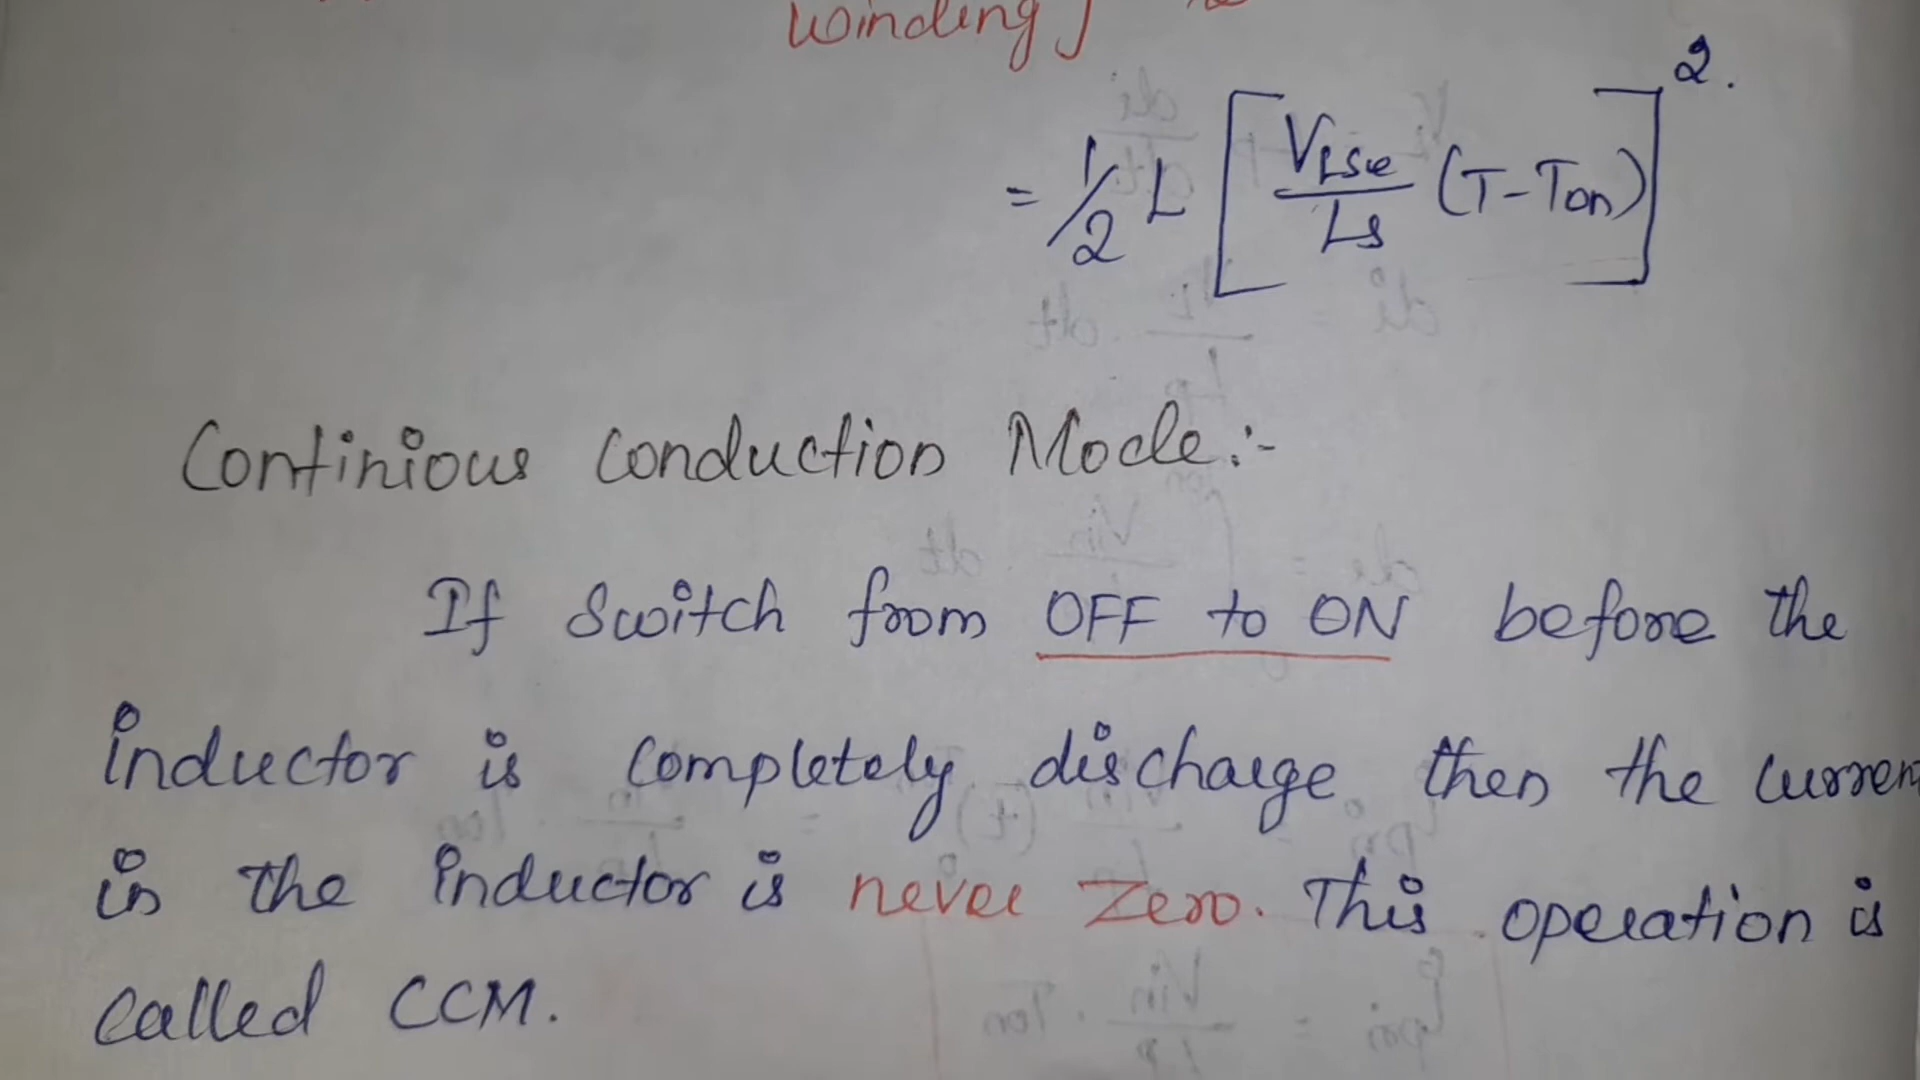 winding}
= 1/2 L [ VLsec/Ls (T-Ton) ]².
Continious Conduction Mode:-
If Switch from OFF to ON before the
inductor is completely discharge then the curren
in the inductor is never Zero. This operation is
called CCM.